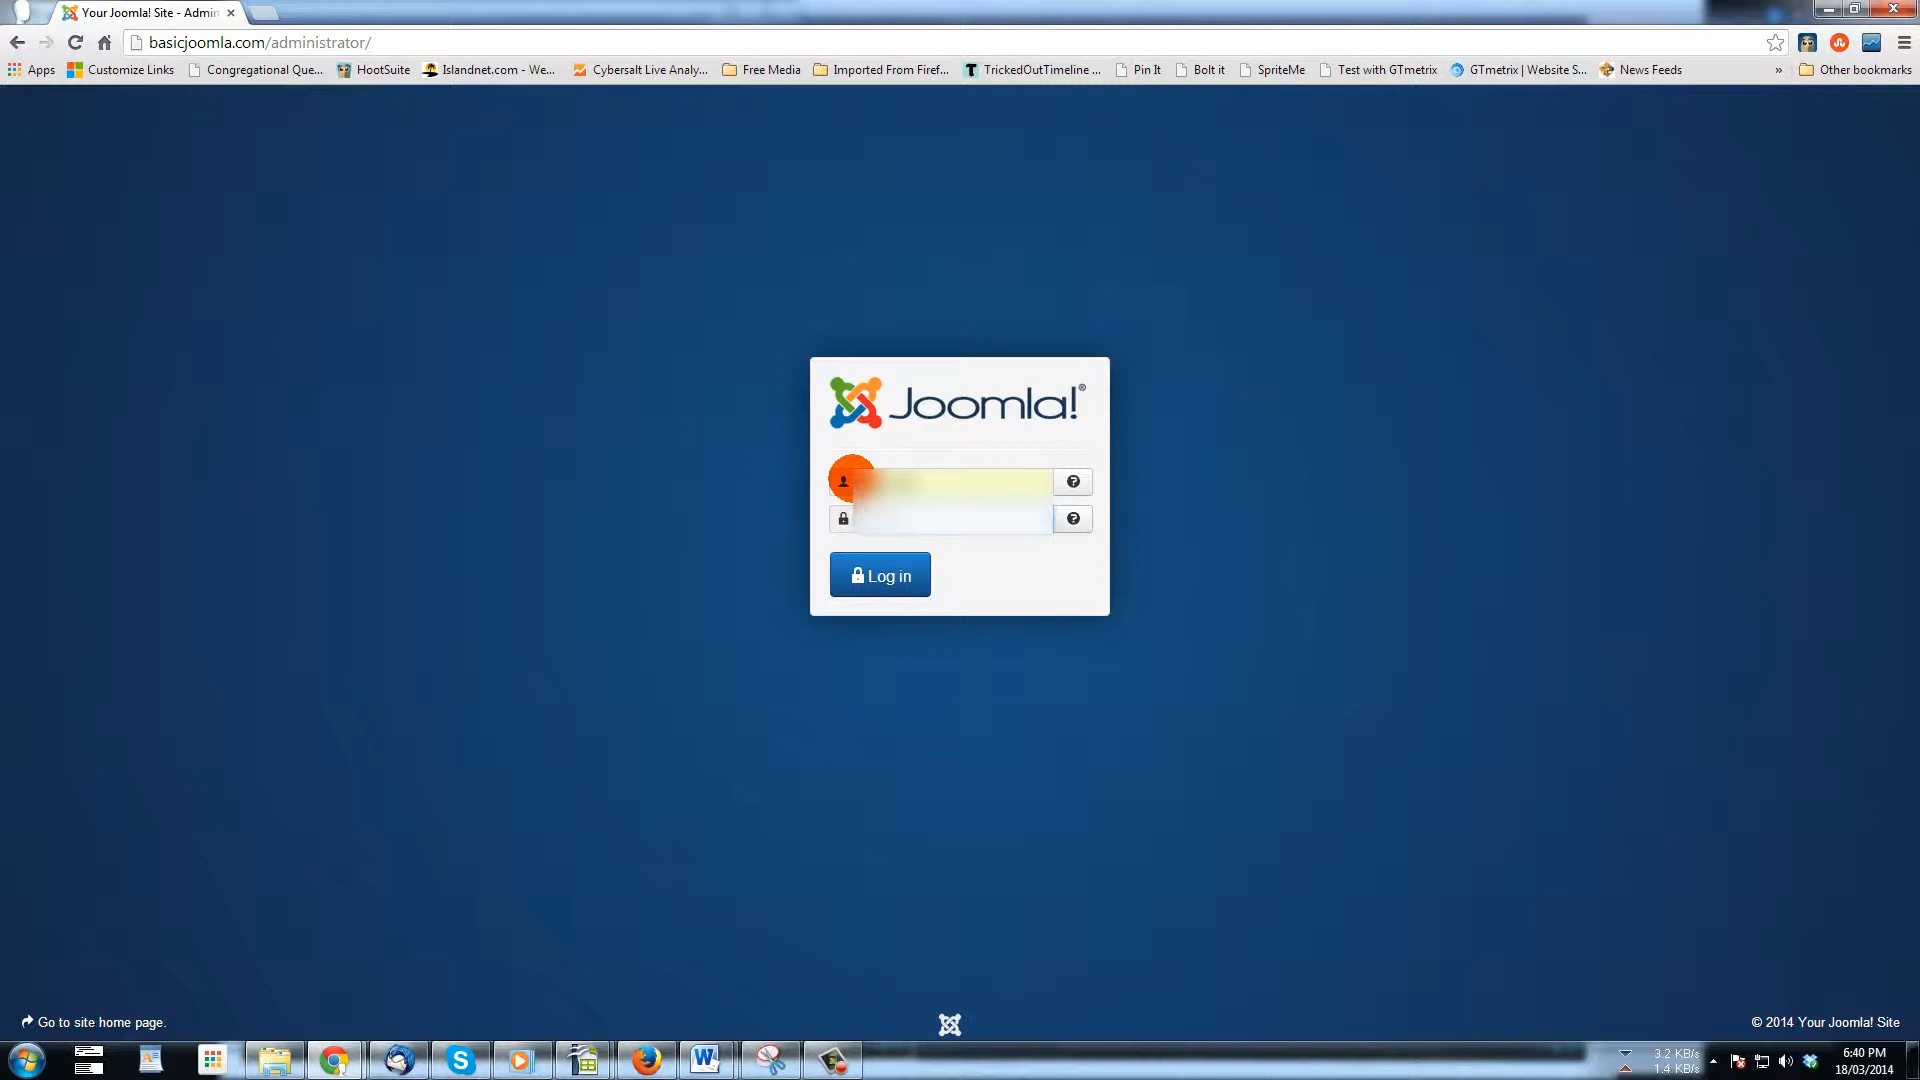 Your Joomla! Site - Admin
basicjoomla.com/administrator/
Apps Customize Links Congregational Que... HootSuite Islandnet.com - We... Cybersalt Live Analy... Free Media Imported From Firef... TrickedOutTimeline ... Pin It Bolt it SpriteMe Test with GTmetrix GTmetrix | Website S... News Feeds » Other bookmarks
Joomla!®
Log in
Go to site home page.
© 2014 Your Joomla! Site
3.2 KB/s
1.4 KB/s
6:40 PM
18/03/2014